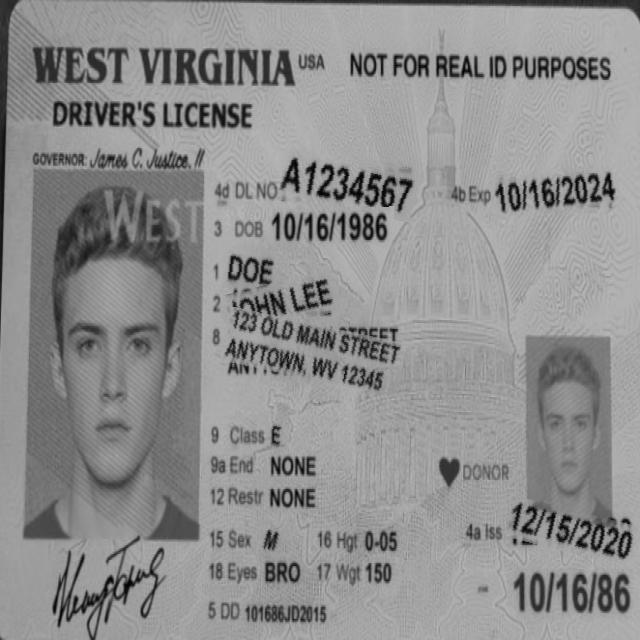 WEST VIRGINIA USA NOT FOR REAL ID PURPOSES
DRIVER'S LICENSE
GOVERNOR: James C. Justice, II
WEST
4d DL NO A1234567 4b Exp 10/16/2024
3 DOB 10/16/1986
1 DOE
2 JOHN LEE
8 123 OLD MAIN STREET
ANYTOWN, WV 12345
9 Class E
9a End NONE
DONOR
12 Restr NONE
15 Sex M 16 Hgt 0-05
4a Iss 12/15/2020
18 Eyes BRO 17 Wgt 150
10/16/86
5 DD 101686JD2015